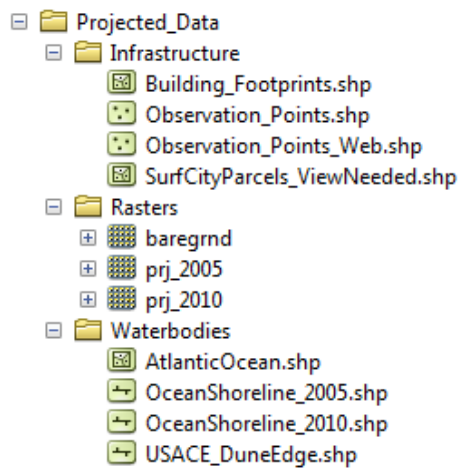 Projected_Data
Infrastructure
Building_Footprints.shp
Observation_Points.shp
Observation_Points_Web.shp
SurfCityParcels_ViewNeeded.shp
Rasters
baregrnd
prj_2005
prj_2010
Waterbodies
AtlanticOcean.shp
OceanShoreline_2005.shp
OceanShoreline_2010.shp
USACE_DuneEdge.shp